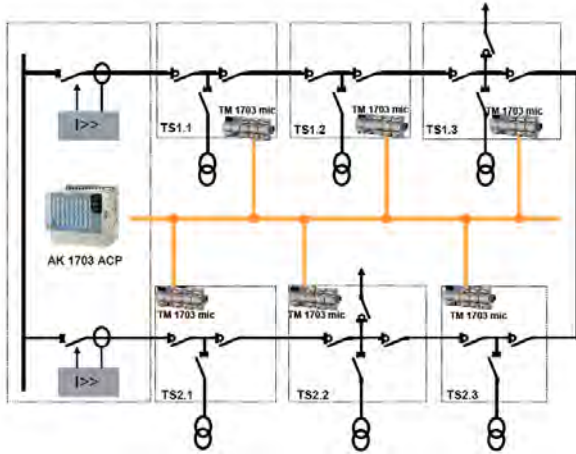 TM 1703 mic
TM 1703 mic
TM 1703 mic
TS1.1
TS1.2
TS1.3
I>>
AK 1703 ACP
TM 1703 mic
TM 1703 mic
TM 1703 mic
I>>
TS2.1
TS2.2
TS2.3